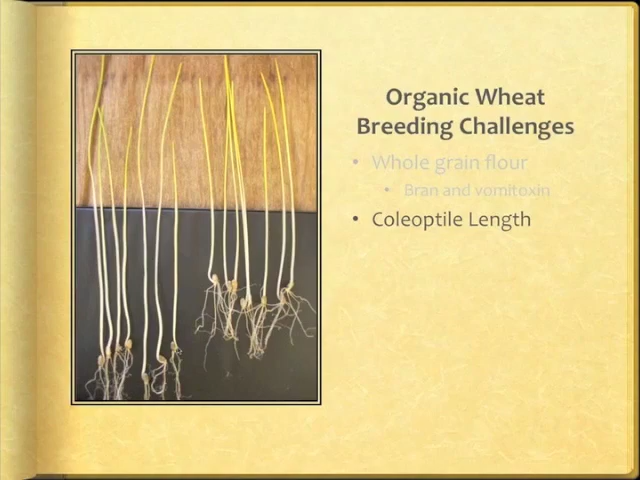 Organic Wheat
Breeding Challenges
• Whole grain flour
• Bran and vomitoxin
• Coleoptile Length